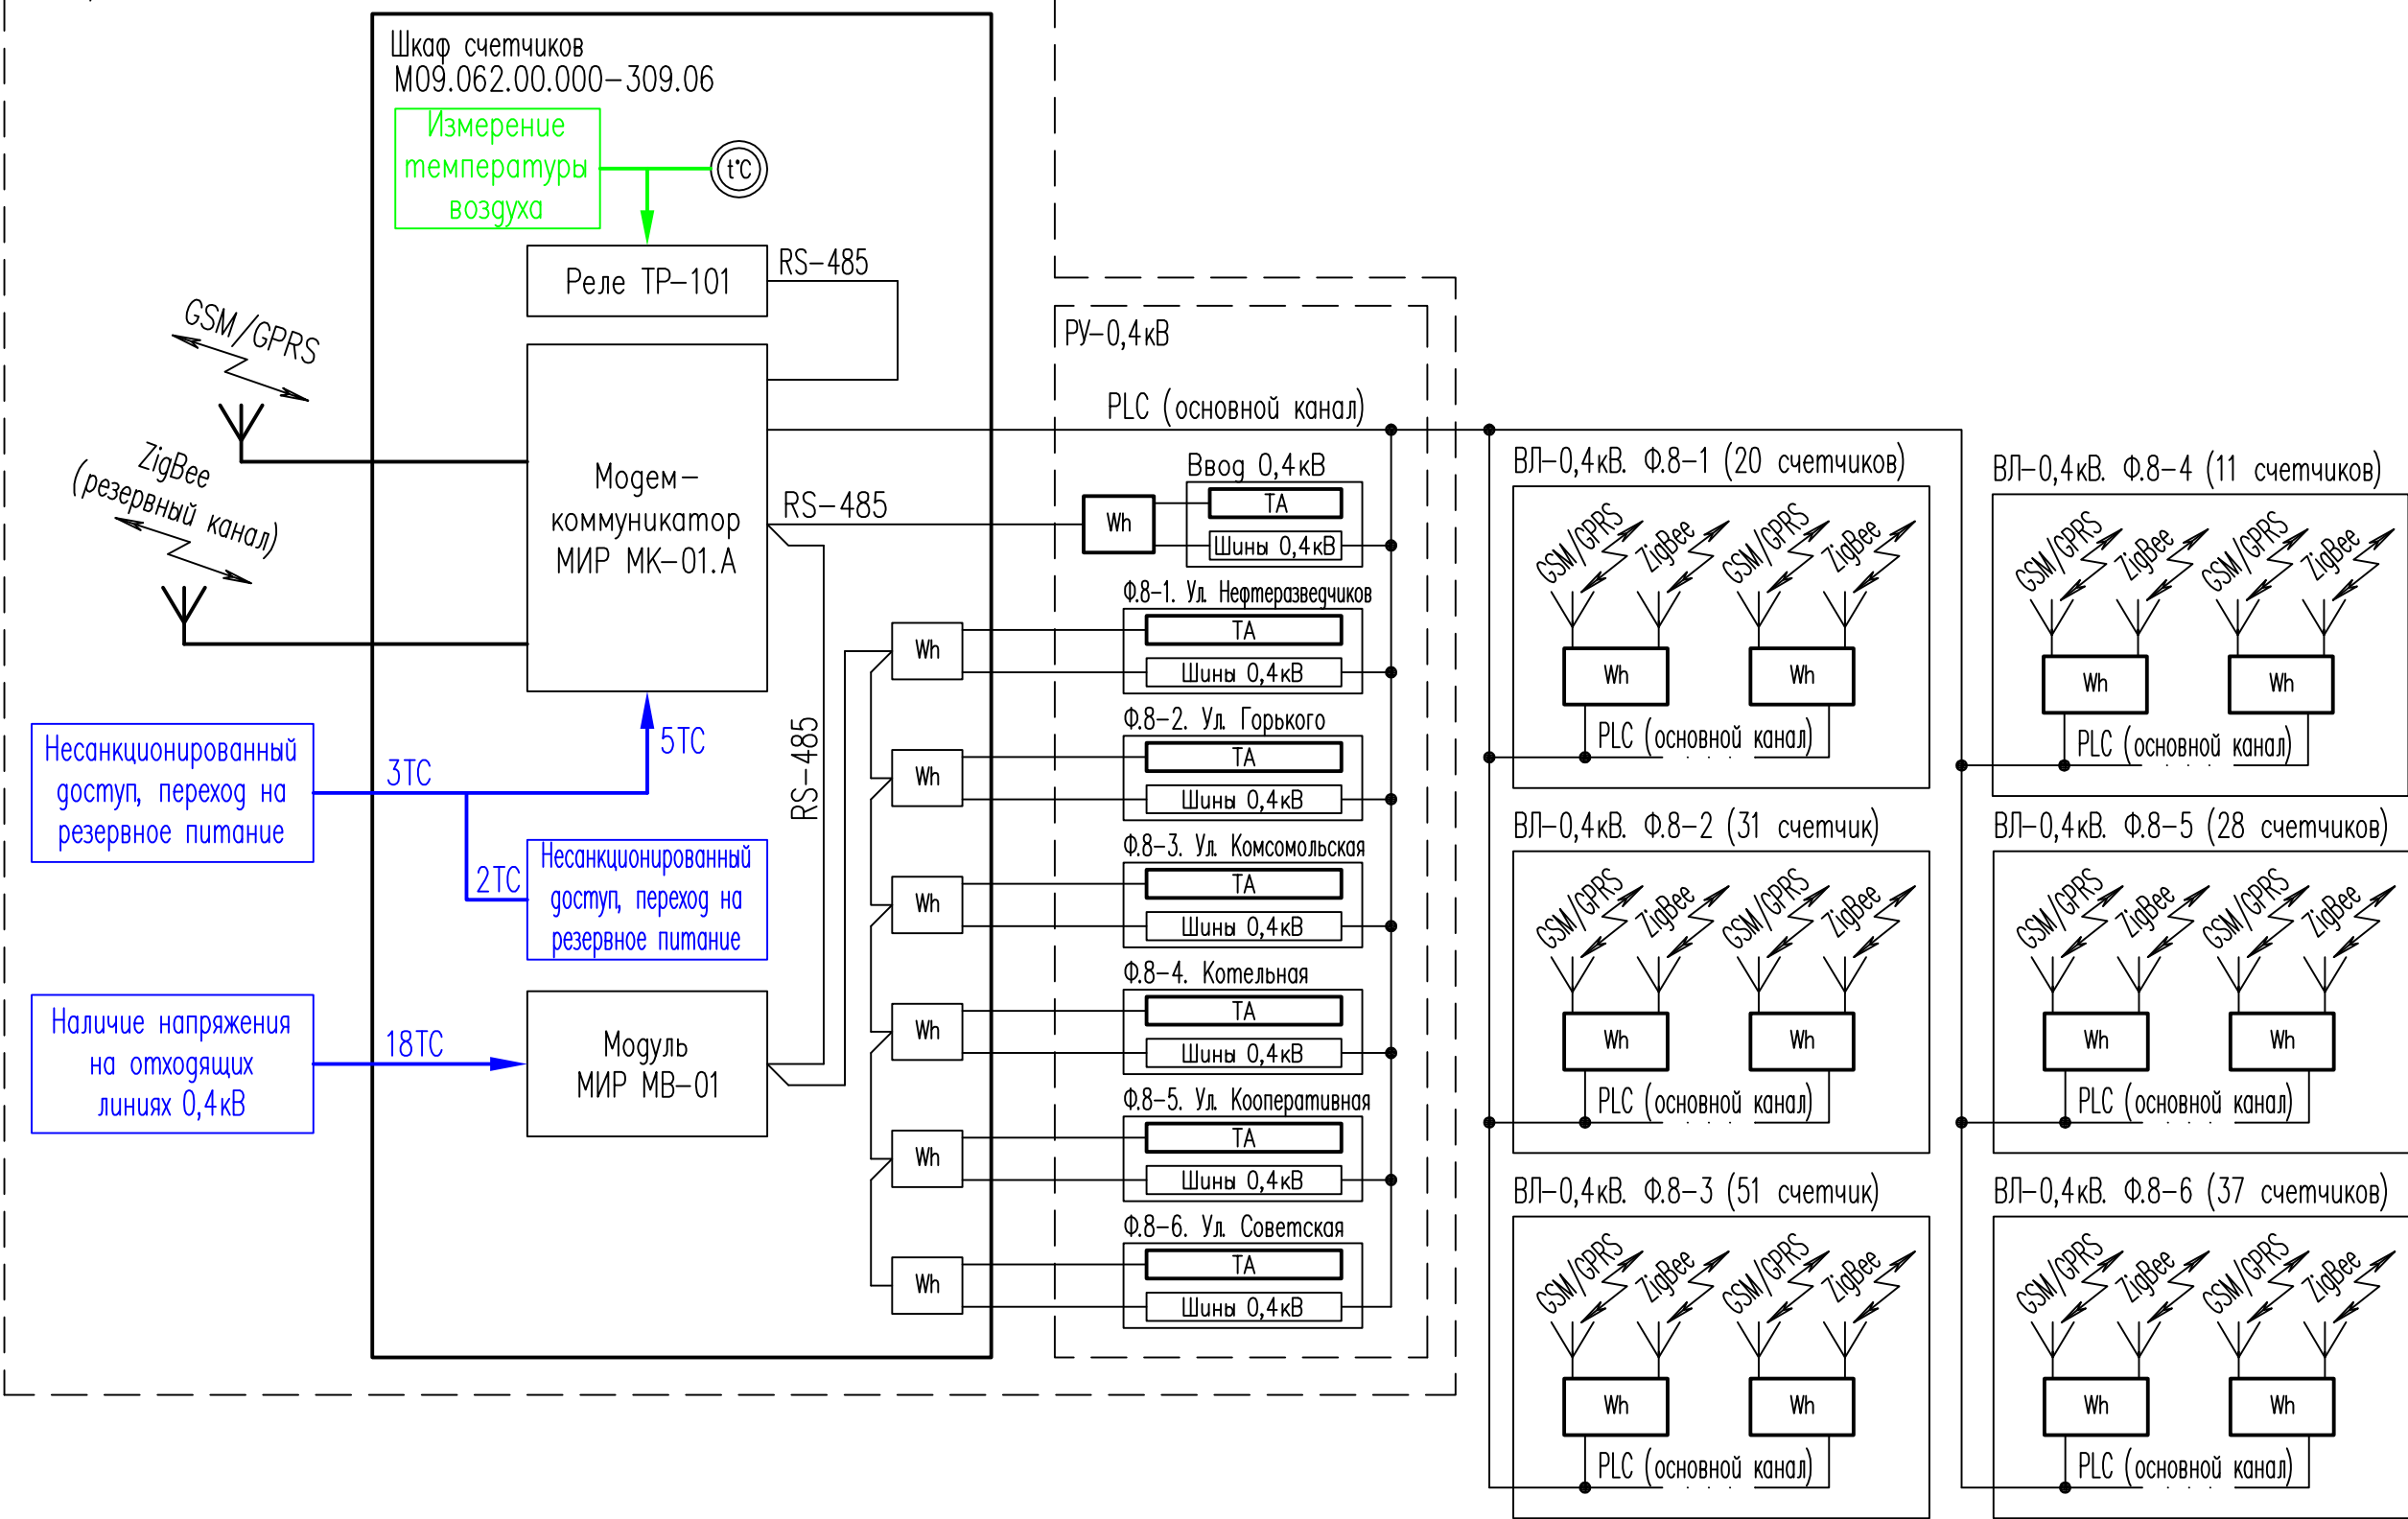 Шкаф счетчиков
М09.062.00.000-309.06
Измерение
температуры
воздуха
t°C
Реле ТР-101
RS-485
GSM/GPRS
ZigBee
(резервный канал)
Модем-
коммуникатор
МИР МК-01.А
RS-485
RS-485
Несанкционированный
доступ, переход на
резервное питание
3ТС
5ТС
2ТС
Несанкционированный
доступ, переход на
резервное питание
Наличие напряжения
на отходящих
линиях 0,4кВ
18ТС
Модуль
МИР МВ-01
РУ-0,4кВ
PLC (основной канал)
Ввод 0,4кВ
Wh
ТА
Шины 0,4кВ
Ф.8-1. Ул. Нефтеразведчиков
Wh
ТА
Шины 0,4кВ
Ф.8-2. Ул. Горького
Wh
ТА
Шины 0,4кВ
Ф.8-3. Ул. Комсомольская
Wh
ТА
Шины 0,4кВ
Ф.8-4. Котельная
Wh
ТА
Шины 0,4кВ
Ф.8-5. Ул. Кооперативная
Wh
ТА
Шины 0,4кВ
Ф.8-6. Ул. Советская
Wh
ТА
Шины 0,4кВ
ВЛ-0,4кВ. Ф.8-1 (20 счетчиков)
GSM/GPRS
ZigBee
GSM/GPRS
ZigBee
Wh
Wh
PLC (основной канал)
ВЛ-0,4кВ. Ф.8-2 (31 счетчик)
GSM/GPRS
ZigBee
GSM/GPRS
ZigBee
Wh
Wh
PLC (основной канал)
ВЛ-0,4кВ. Ф.8-3 (51 счетчик)
GSM/GPRS
ZigBee
GSM/GPRS
ZigBee
Wh
Wh
PLC (основной канал)
ВЛ-0,4кВ. Ф.8-4 (11 счетчиков)
GSM/GPRS
ZigBee
GSM/GPRS
ZigBee
Wh
Wh
PLC (основной канал)
ВЛ-0,4кВ. Ф.8-5 (28 счетчиков)
GSM/GPRS
ZigBee
GSM/GPRS
ZigBee
Wh
Wh
PLC (основной канал)
ВЛ-0,4кВ. Ф.8-6 (37 счетчиков)
GSM/GPRS
ZigBee
GSM/GPRS
ZigBee
Wh
Wh
PLC (основной канал)